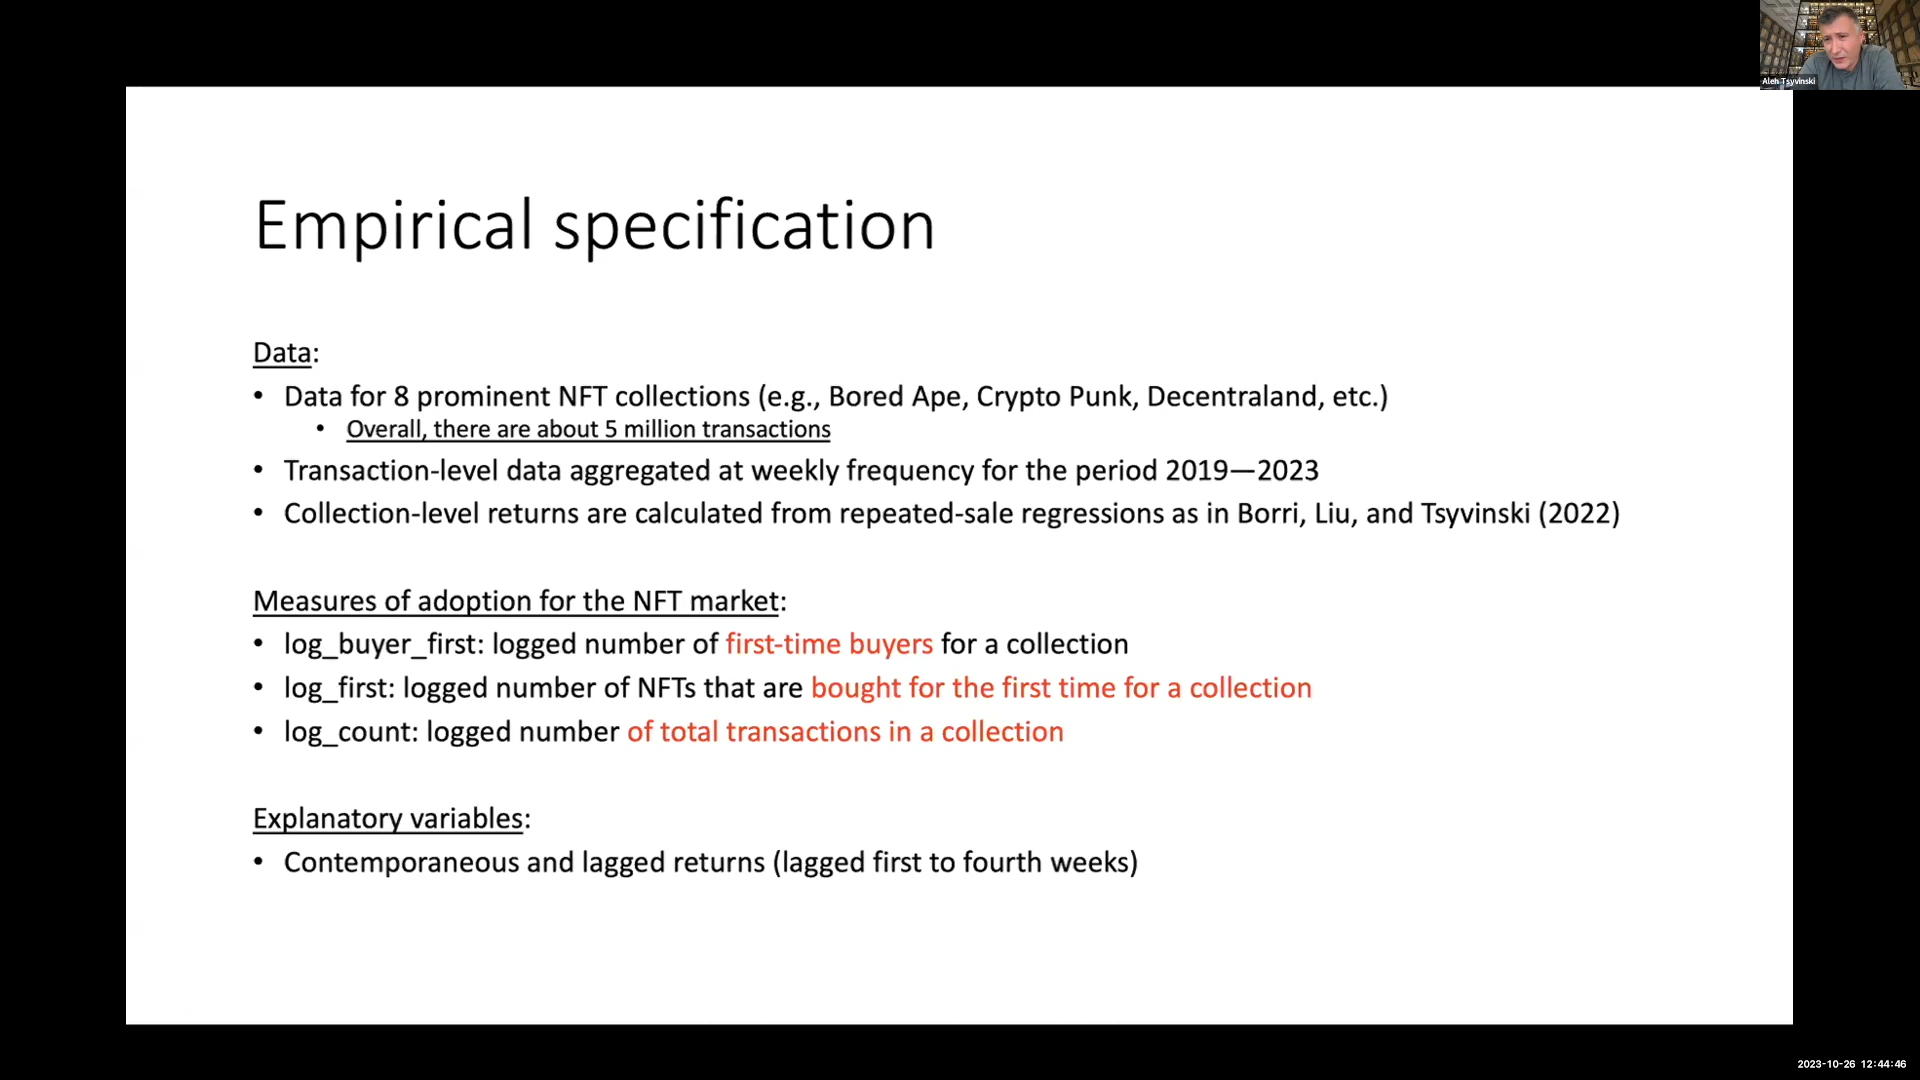 Aleh Tsyvinski
Empirical specification
Data:
• Data for 8 prominent NFT collections (e.g., Bored Ape, Crypto Punk, Decentraland, etc.)
• Overall, there are about 5 million transactions
• Transaction-level data aggregated at weekly frequency for the period 2019—2023
• Collection-level returns are calculated from repeated-sale regressions as in Borri, Liu, and Tsyvinski (2022)
Measures of adoption for the NFT market:
• log_buyer_first: logged number of first-time buyers for a collection
• log_first: logged number of NFTs that are bought for the first time for a collection
• log_count: logged number of total transactions in a collection
Explanatory variables:
• Contemporaneous and lagged returns (lagged first to fourth weeks)
2023-10-26 12:44:46